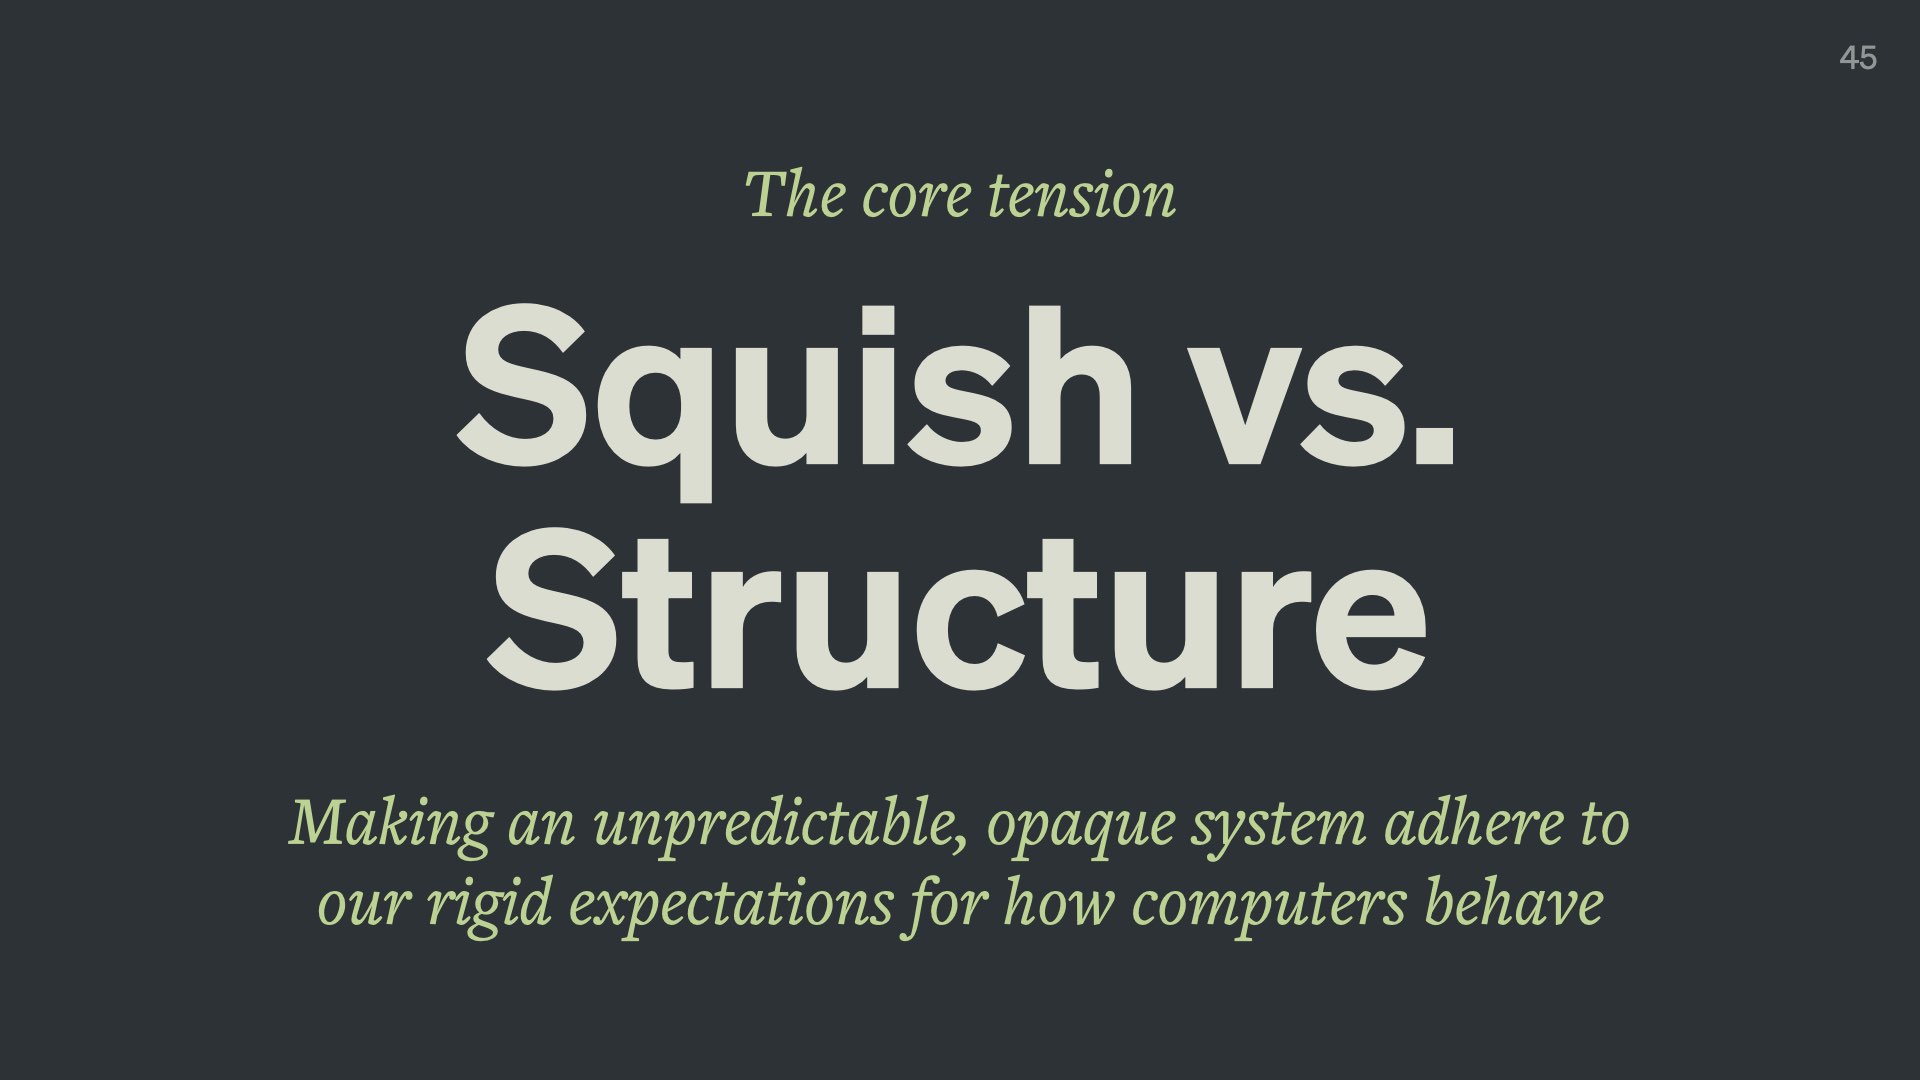 45
The core tension
Squish vs.
Structure
Making an unpredictable, opaque system adhere to
our rigid expectations for how computers behave